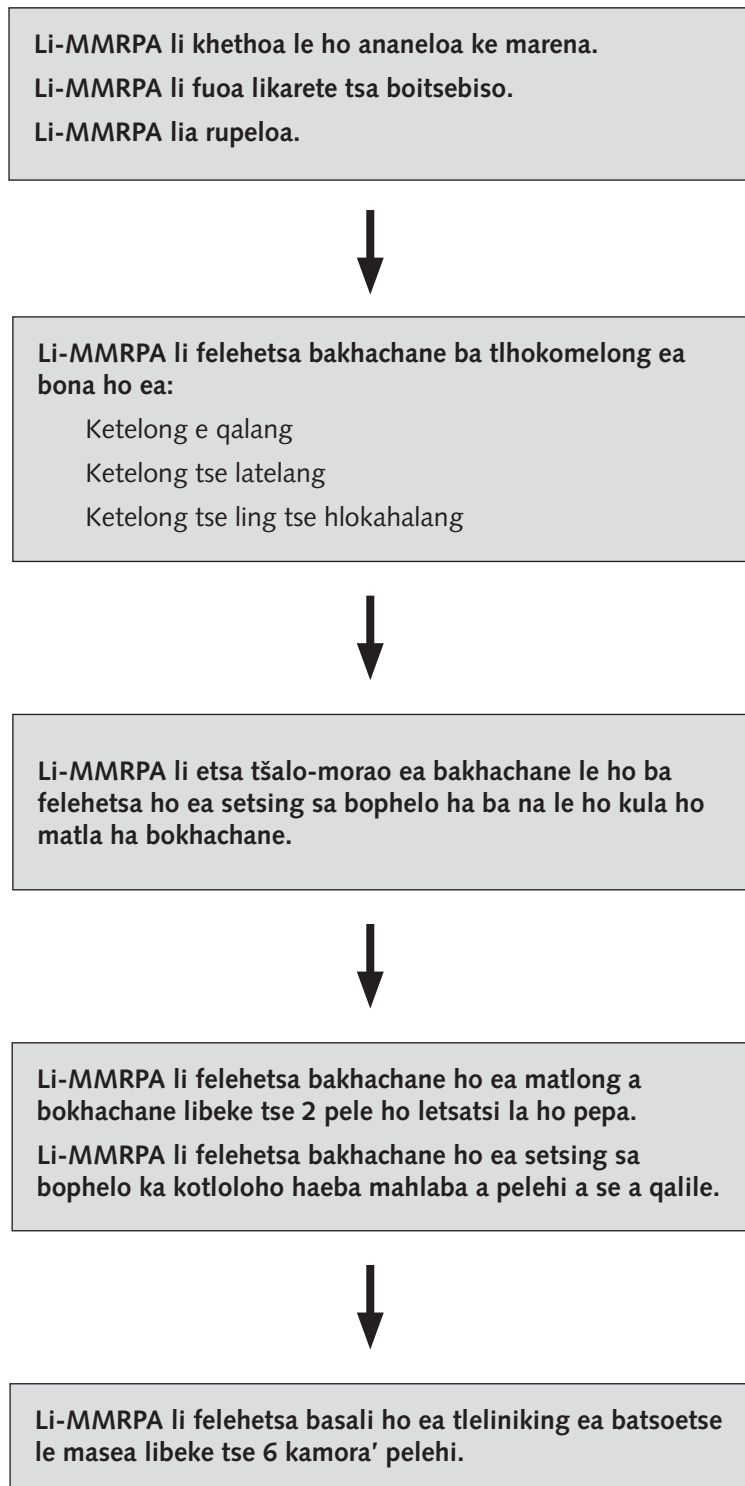 Li-MMRPA li khethoa le ho ananeloa ke marena.
Li-MMRPA li fuoa likarete tsa boitsebiso.
Li-MMRPA lia rupeloa.
Li-MMRPA li felehetsa bakhachane ba tlhokomelong ea
bona ho ea:
Ketelong e qalang
Ketelong tse latelang
Ketelong tse ling tse hlokahalang
Li-MMRPA li etsa tšalo-morao ea bakhachane le ho ba
felehetsa ho ea setsing sa bophelo ha ba na le ho kula ho
matla ha bokhachane.
Li-MMRPA li felehetsa bakhachane ho ea matlong a
bokhachane libeke tse 2 pele ho letsatsi la ho pepa.
Li-MMRPA li felehetsa bakhachane ho ea setsing sa
bophelo ka kotloloho haeba mahlaba a pelehi a se a qalile.
Li-MMRPA li felehetsa basali ho ea tleliniking ea batsoetse
le masea libeke tse 6 kamora' pelehi.